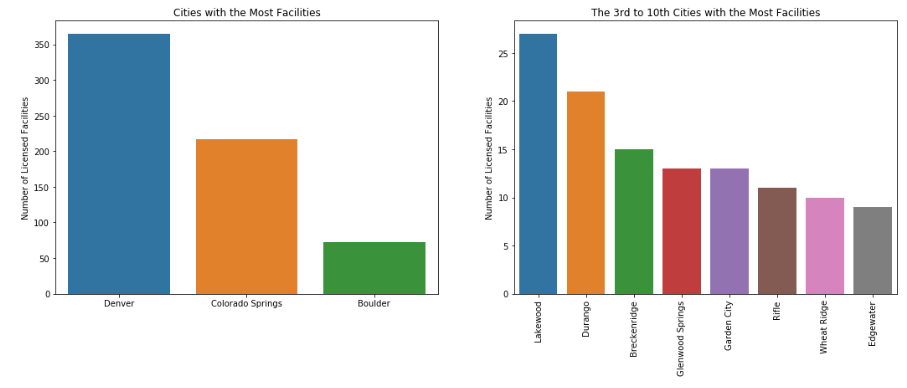 Cities with the Most Facilities
Number of Licensed Facilities
350
300
250
200
150
100
50
0
Denver
Colorado Springs
Boulder
The 3rd to 10th Cities with the Most Facilities
Number of Licensed Facilities
25
20
15
10
5
0
Lakewood
Durango
Breckenridge
Glenwood Springs
Garden City
Rifle
Wheat Ridge
Edgewater